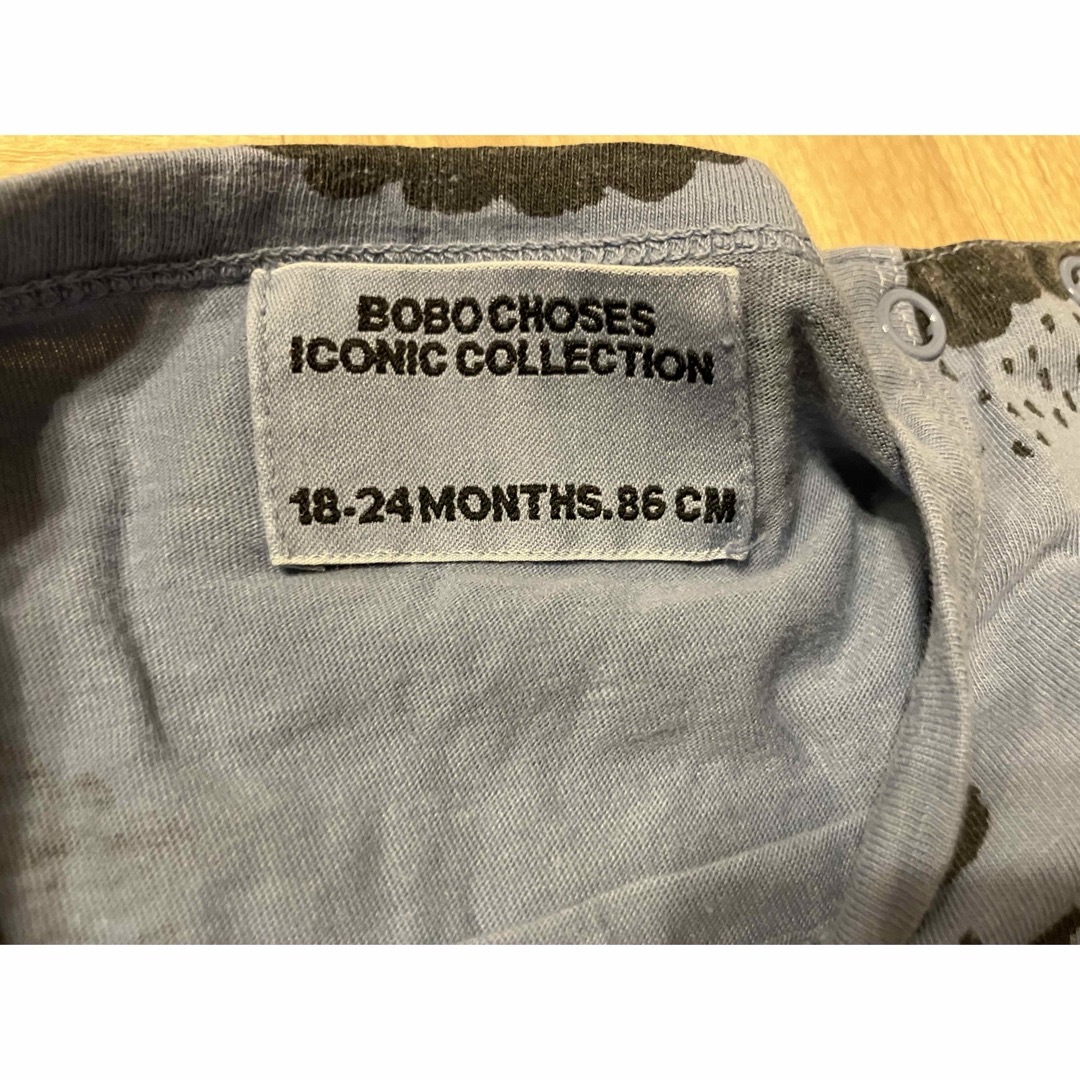 BOBO CHOSES
ICONIC COLLECTION
18-24 MONTHS.86 CM